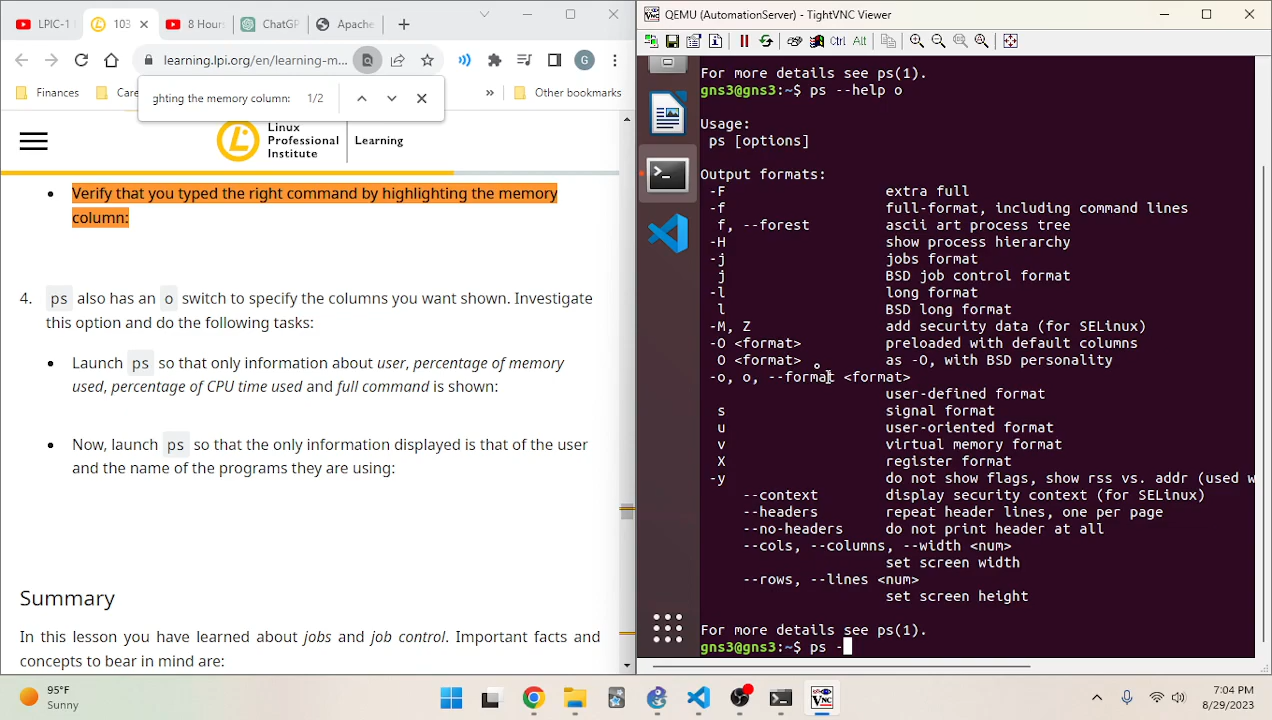 LPIC-1
103
8 Hours
ChatGP
Apache
learning.lpi.org/en/learning-m...
G
Finances
Care
Other bookmarks
ghting the memory column:
1/2
Linux
Professional
Institute
Learning
Verify that you typed the right command by highlighting the memory
column:
4. ps also has an o switch to specify the columns you want shown. Investigate
this option and do the following tasks:
Launch ps so that only information about user, percentage of memory
used, percentage of CPU time used and full command is shown:
Now, launch ps so that the only information displayed is that of the user
and the name of the programs they are using:
Summary
In this lesson you have learned about jobs and job control. Important facts and
concepts to bear in mind are:
QEMU (AutomationServer) - TightVNC Viewer
Ctrl Alt
For more details see ps(1).
gns3@gns3:~$ ps --help o
Usage:
ps [options]
Output formats:
-F extra full
-f full-format, including command lines
f, --forest ascii art process tree
-H show process hierarchy
-j jobs format
j BSD job control format
-l long format
l BSD long format
-M, Z add security data (for SELinux)
-O <format> preloaded with default columns
O <format> as -O, with BSD personality
-o, o, --format <format>
user-defined format
s signal format
u user-oriented format
v virtual memory format
X register format
-y do not show flags, show rss vs. addr (used w
--context display security context (for SELinux)
--headers repeat header lines, one per page
--no-headers do not print header at all
--cols, --columns, --width <num>
set screen width
--rows, --lines <num>
set screen height
For more details see ps(1).
gns3@gns3:~$ ps -
95°F
Sunny
7:04 PM
8/29/2023